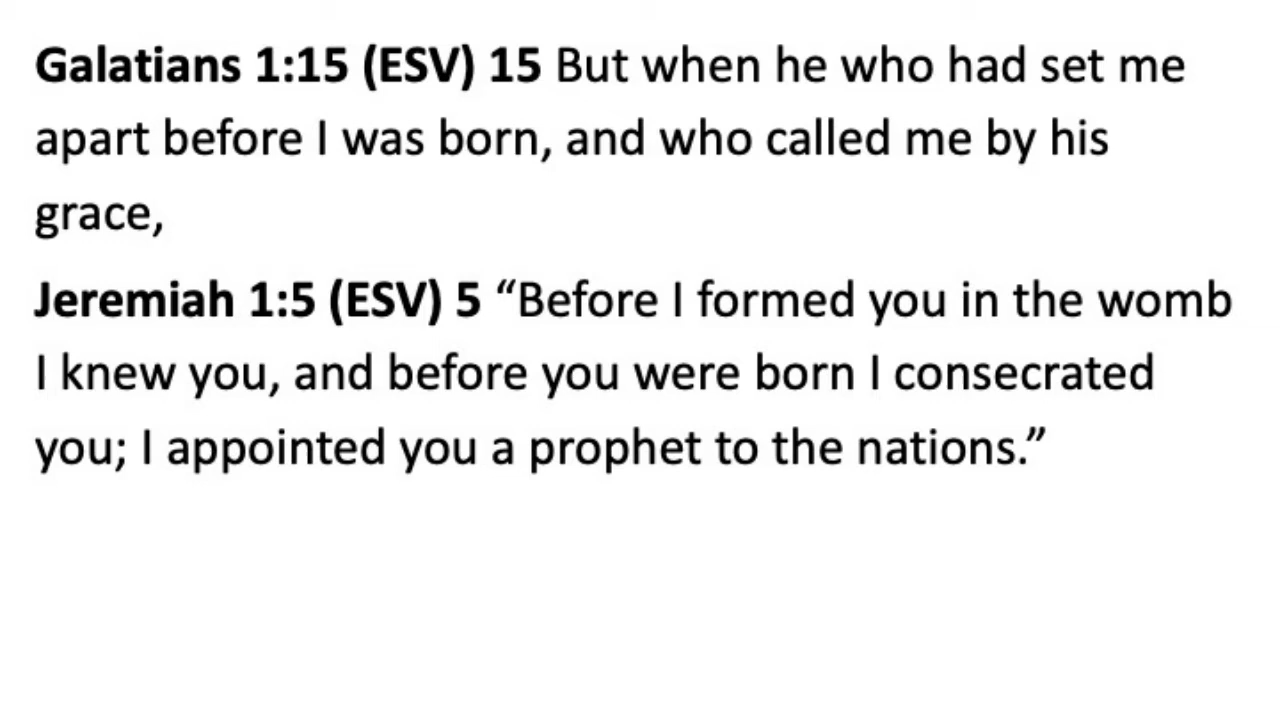 Galatians 1:15 (ESV) 15 But when he who had set me
apart before I was born, and who called me by his
grace,
Jeremiah 1:5 (ESV) 5 “Before I formed you in the womb
I knew you, and before you were born I consecrated
you; I appointed you a prophet to the nations.”